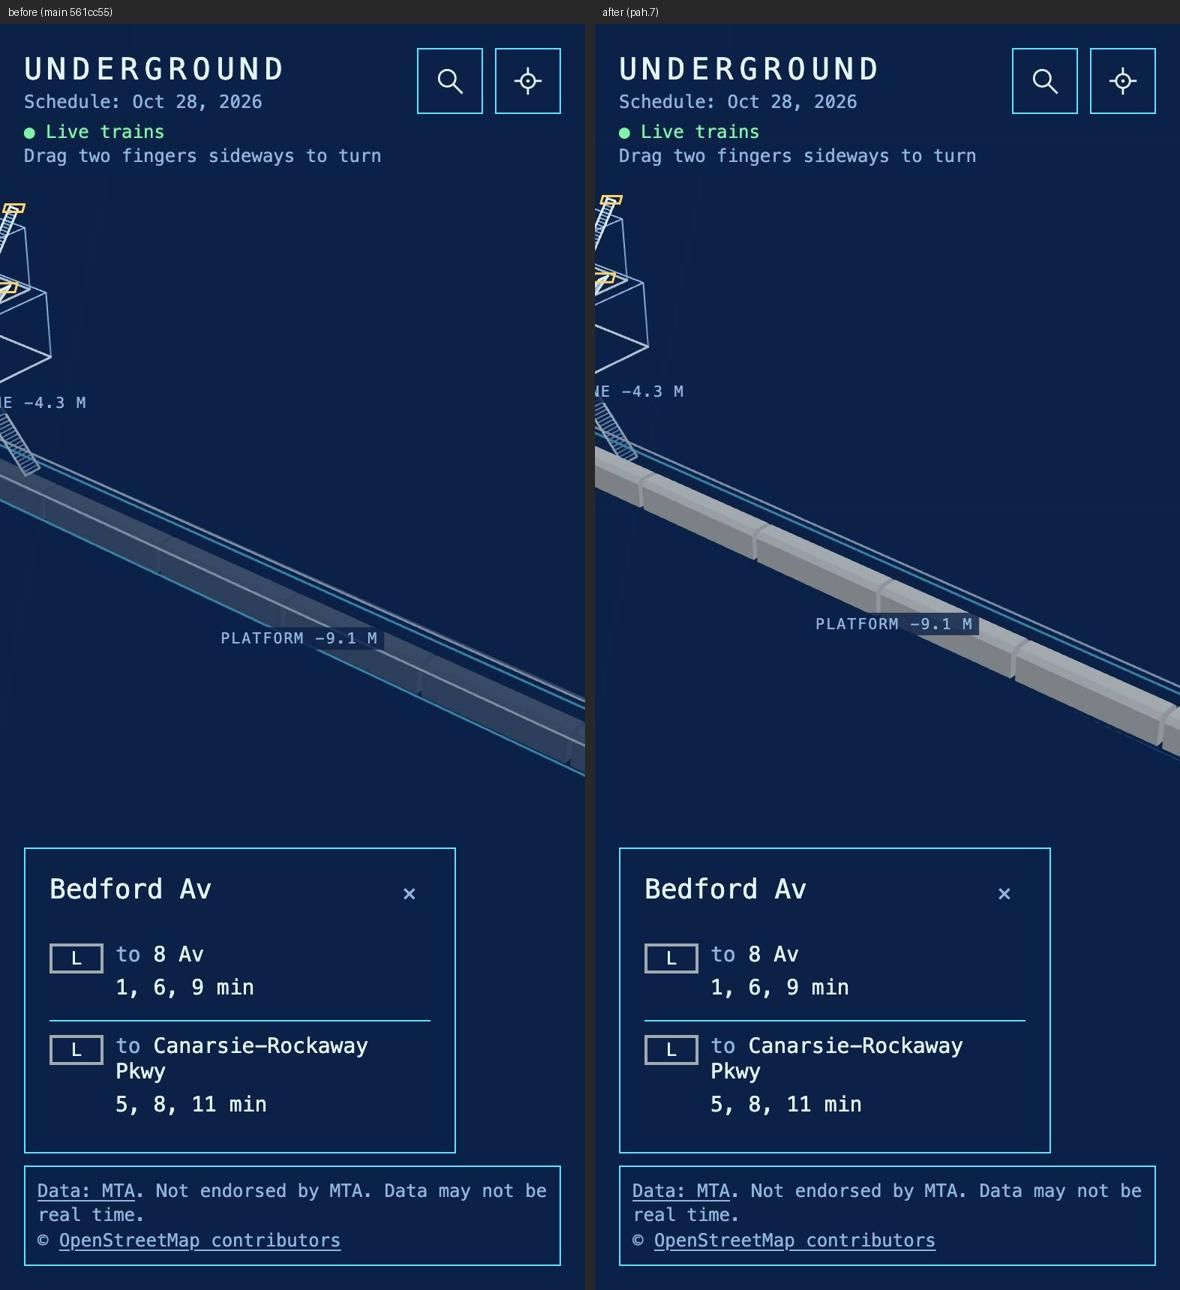 before (main 561cc55)
UNDERGROUND
Schedule: Oct 28, 2026
● Live trains
Drag two fingers sideways to turn
−4.3 M
PLATFORM −9.1 M
Bedford Av
×
L to 8 Av
1, 6, 9 min
L to Canarsie–Rockaway
Pkwy
5, 8, 11 min
Data: MTA. Not endorsed by MTA. Data may not be
real time.
© OpenStreetMap contributors
after (pah.7)
UNDERGROUND
Schedule: Oct 28, 2026
● Live trains
Drag two fingers sideways to turn
−4.3 M
PLATFORM −9.1 M
Bedford Av
×
L to 8 Av
1, 6, 9 min
L to Canarsie–Rockaway
Pkwy
5, 8, 11 min
Data: MTA. Not endorsed by MTA. Data may not be
real time.
© OpenStreetMap contributors